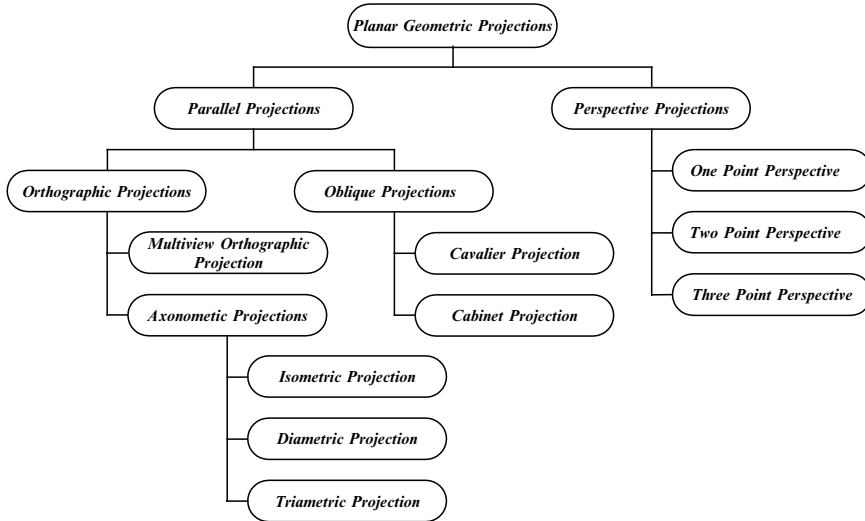 Planar Geometric Projections
Parallel Projections
Perspective Projections
Orthographic Projections
Oblique Projections
One Point Perspective
Multiview Orthographic
Projection
Cavalier Projection
Two Point Perspective
Axonometic Projections
Cabinet Projection
Three Point Perspective
Isometric Projection
Diametric Projection
Triametric Projection